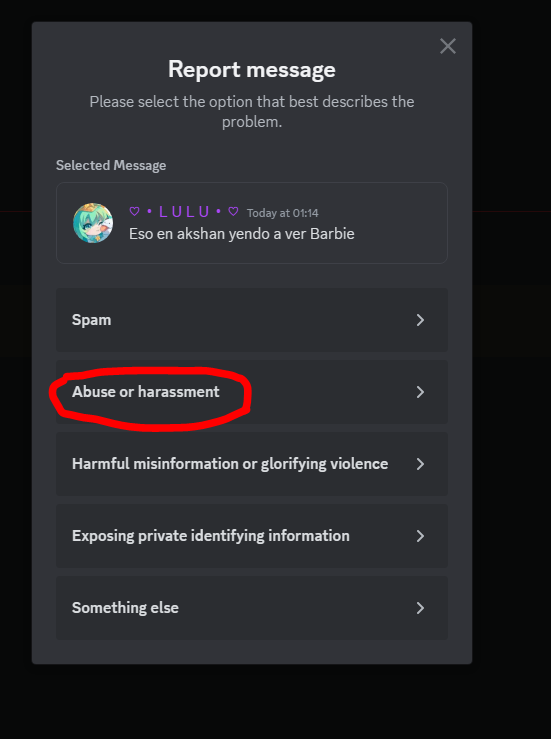 Report message
Please select the option that best describes the
problem.
Selected Message
♡ • L U L U • ♡ Today at 01:14
Eso en akshan yendo a ver Barbie
Spam
Abuse or harassment
Harmful misinformation or glorifying violence
Exposing private identifying information
Something else